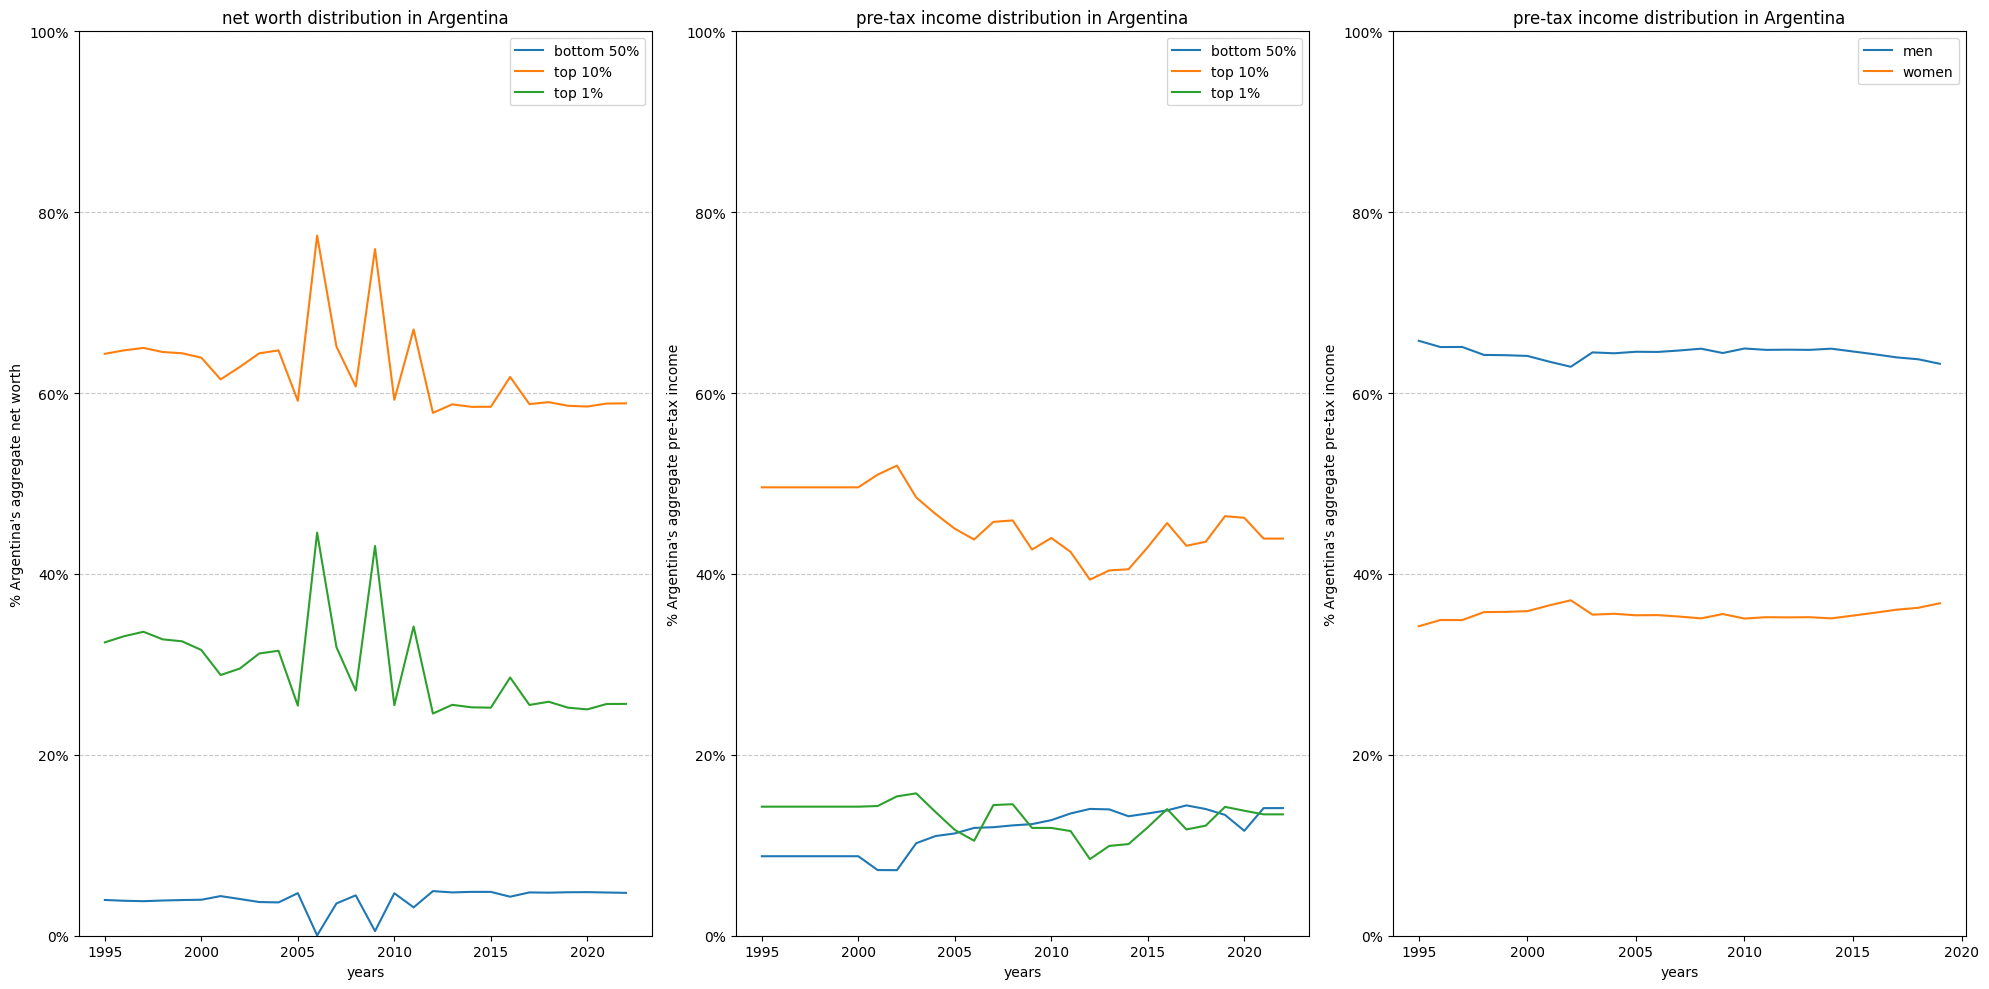 net worth distribution in Argentina
100%
80%
60%
40%
20%
0%
% Argentina's aggregate net worth
bottom 50%
top 10%
top 1%
1995
2000
2005
2010
2015
2020
years
pre-tax income distribution in Argentina
100%
80%
60%
40%
20%
0%
% Argentina's aggregate pre-tax income
bottom 50%
top 10%
top 1%
1995
2000
2005
2010
2015
2020
years
pre-tax income distribution in Argentina
100%
80%
60%
40%
20%
0%
% Argentina's aggregate pre-tax income
men
women
1995
2000
2005
2010
2015
2020
years